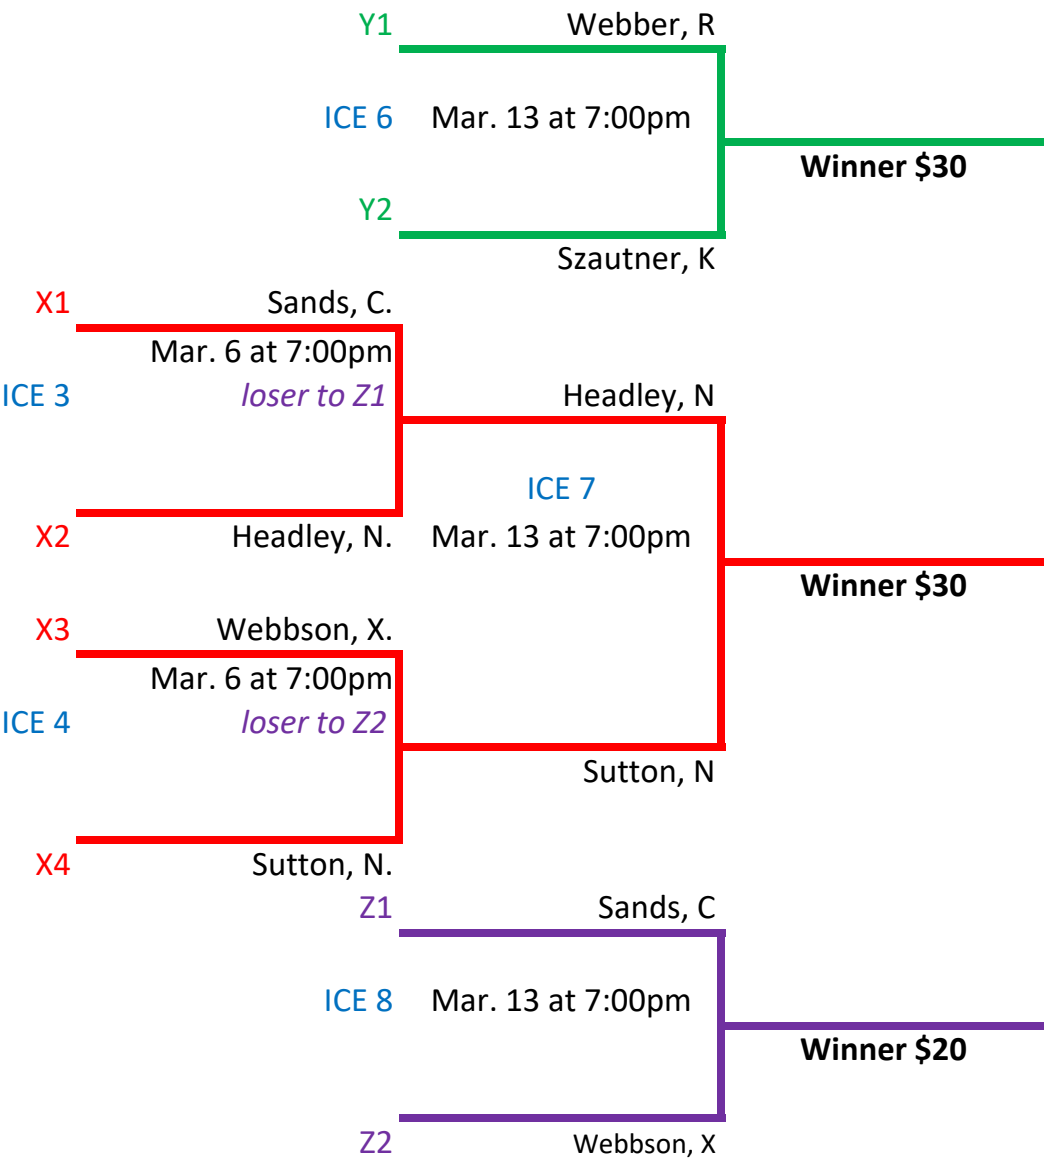 Y1 Webber, R
ICE 6 Mar. 13 at 7:00pm
Winner $30
Y2
Szautner, K
X1 Sands, C.
Mar. 6 at 7:00pm
ICE 3 loser to Z1 Headley, N
ICE 7
X2 Headley, N. Mar. 13 at 7:00pm
Winner $30
X3 Webbson, X.
Mar. 6 at 7:00pm
ICE 4 loser to Z2
Sutton, N
X4 Sutton, N.
Z1 Sands, C
ICE 8 Mar. 13 at 7:00pm
Winner $20
Z2 Webbson, X